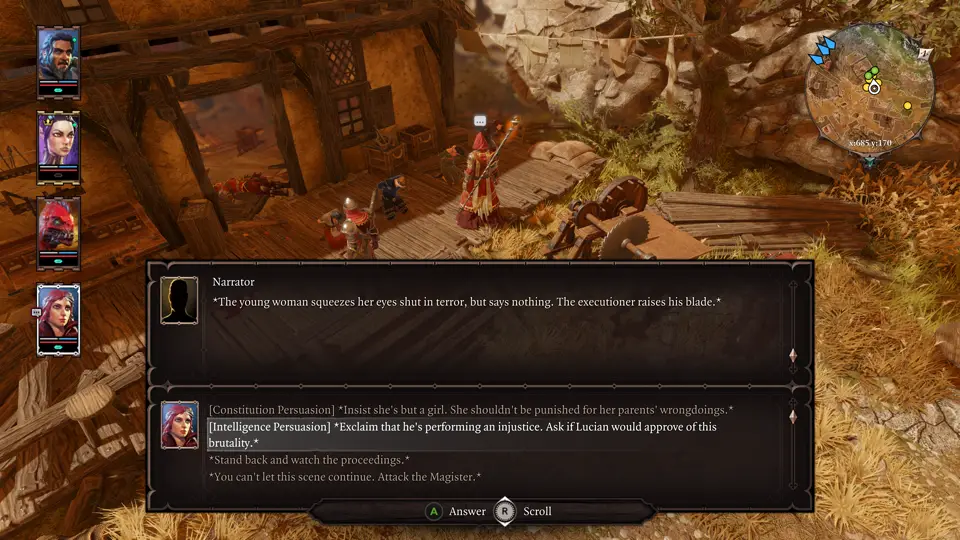 x:685 y:170
Narrator
*The young woman squeezes her eyes shut in terror, but says nothing. The executioner raises his blade.*
[Constitution Persuasion] *Insist she's but a girl. She shouldn't be punished for her parents' wrongdoings.*
[Intelligence Persuasion] *Exclaim that he's performing an injustice. Ask if Lucian would approve of this
brutality.*
*Stand back and watch the proceedings.*
*You can't let this scene continue. Attack the Magister.*
A Answer R Scroll